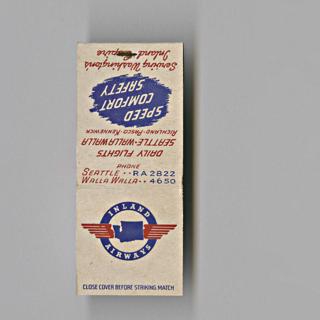 Serving Washington's
Inland Empire
SPEED
COMFORT
SAFETY
DAILY FLIGHTS
SEATTLE-WALLA WALLA
RICHLAND-PASCO-KENNEWICK
PHONE
SEATTLE··RA 2822
WALLA WALLA··4650
INLAND
AIRWAYS
CLOSE COVER BEFORE STRIKING MATCH